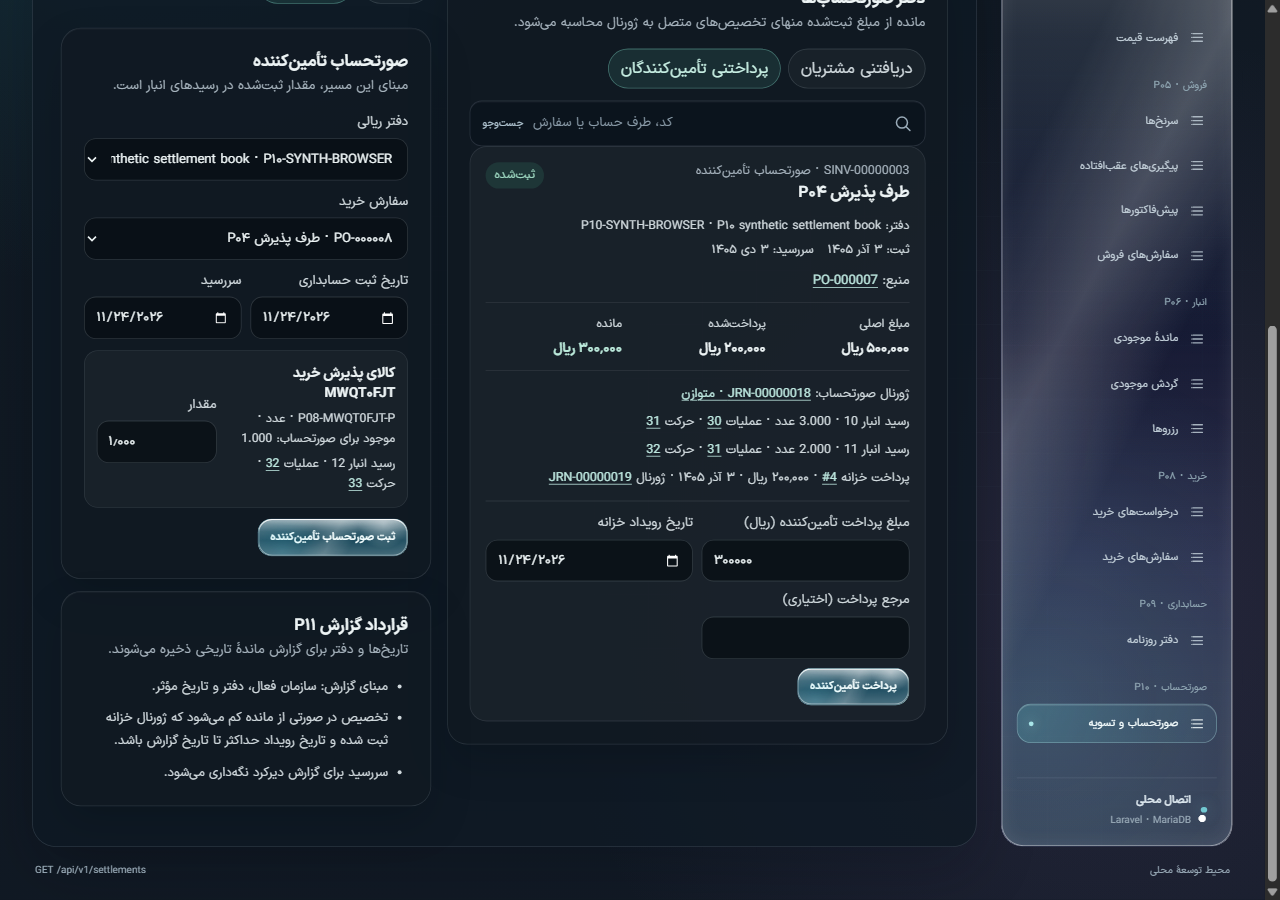 فهرست قیمت
فروش · P۰۵
سرنخ‌ها
پیگیری‌های عقب‌افتاده
پیش‌فاکتورها
سفارش‌های فروش
انبار · P۰۶
ماندهٔ موجودی
گردش موجودی
رزروها
خرید · P۰۸
درخواست‌های خرید
سفارش‌های خرید
حسابداری · P۰۹
دفتر روزنامه
صورتحساب · P۱۰
صورتحساب و تسویه
اتصال محلی
Laravel · MariaDB
مانده از مبلغ ثبت‌شده منهای تخصیص‌های متصل به ژورنال محاسبه می‌شود.
دریافتنی مشتریان
پرداختنی تأمین‌کنندگان
کد، طرف حساب یا سفارش
جست‌وجو
SINV-00000003 · صورتحساب تأمین‌کننده
ثبت‌شده
طرف پذیرش P۰۴
دفتر: P10-SYNTH-BROWSER · P۱۰ synthetic settlement book
ثبت: ۳ آذر ۱۴۰۵ سررسید: ۳ دی ۱۴۰۵
منبع: PO-000007
مبلغ اصلی
پرداخت‌شده
مانده
۵۰۰٬۰۰۰ ریال
۲۰۰٬۰۰۰ ریال
۳۰۰٬۰۰۰ ریال
ژورنال صورتحساب: JRN-00000018 · متوازن
رسید انبار 10 · 3.000 عدد · عملیات 30 · حرکت 31
رسید انبار 11 · 2.000 عدد · عملیات 31 · حرکت 32
پرداخت خزانه #4 · ۲۰۰٬۰۰۰ ریال · ۳ آذر ۱۴۰۵ · ژورنال JRN-00000019
مبلغ پرداخت تأمین‌کننده (ریال)
تاریخ رویداد خزانه
۳۰۰۰۰۰
۱۱/۲۴/۲۰۲۶
مرجع پرداخت (اختیاری)
پرداخت تأمین‌کننده
صورتحساب تأمین‌کننده
مبنای این مسیر، مقدار ثبت‌شده در رسیدهای انبار است.
دفتر ریالی
nthetic settlement book · P۱۰-SYNTH-BROWSER
سفارش خرید
PO-۰۰۰۰۰۸ · طرف پذیرش P۰۴
تاریخ ثبت حسابداری
سررسید
۱۱/۲۴/۲۰۲۶
۱۱/۲۴/۲۰۲۶
کالای پذیرش خرید
MWQT۰FJT
P08-MWQT0FJT-P · عدد ·
موجود برای صورتحساب: 1.000
رسید انبار 12 · عملیات 32 ·
حرکت 33
مقدار
۱٫۰۰۰
ثبت صورتحساب تأمین‌کننده
قرارداد گزارش P۱۱
تاریخ‌ها و دفتر برای گزارش ماندهٔ تاریخی ذخیره می‌شوند.
• مبنای گزارش: سازمان فعال، دفتر و تاریخ مؤثر.
• تخصیص در صورتی از مانده کم می‌شود که ژورنال خزانه
ثبت شده و تاریخ رویداد حداکثر تا تاریخ گزارش باشد.
• سررسید برای گزارش دیرکرد نگه‌داری می‌شود.
محیط توسعهٔ محلی
GET /api/v1/settlements